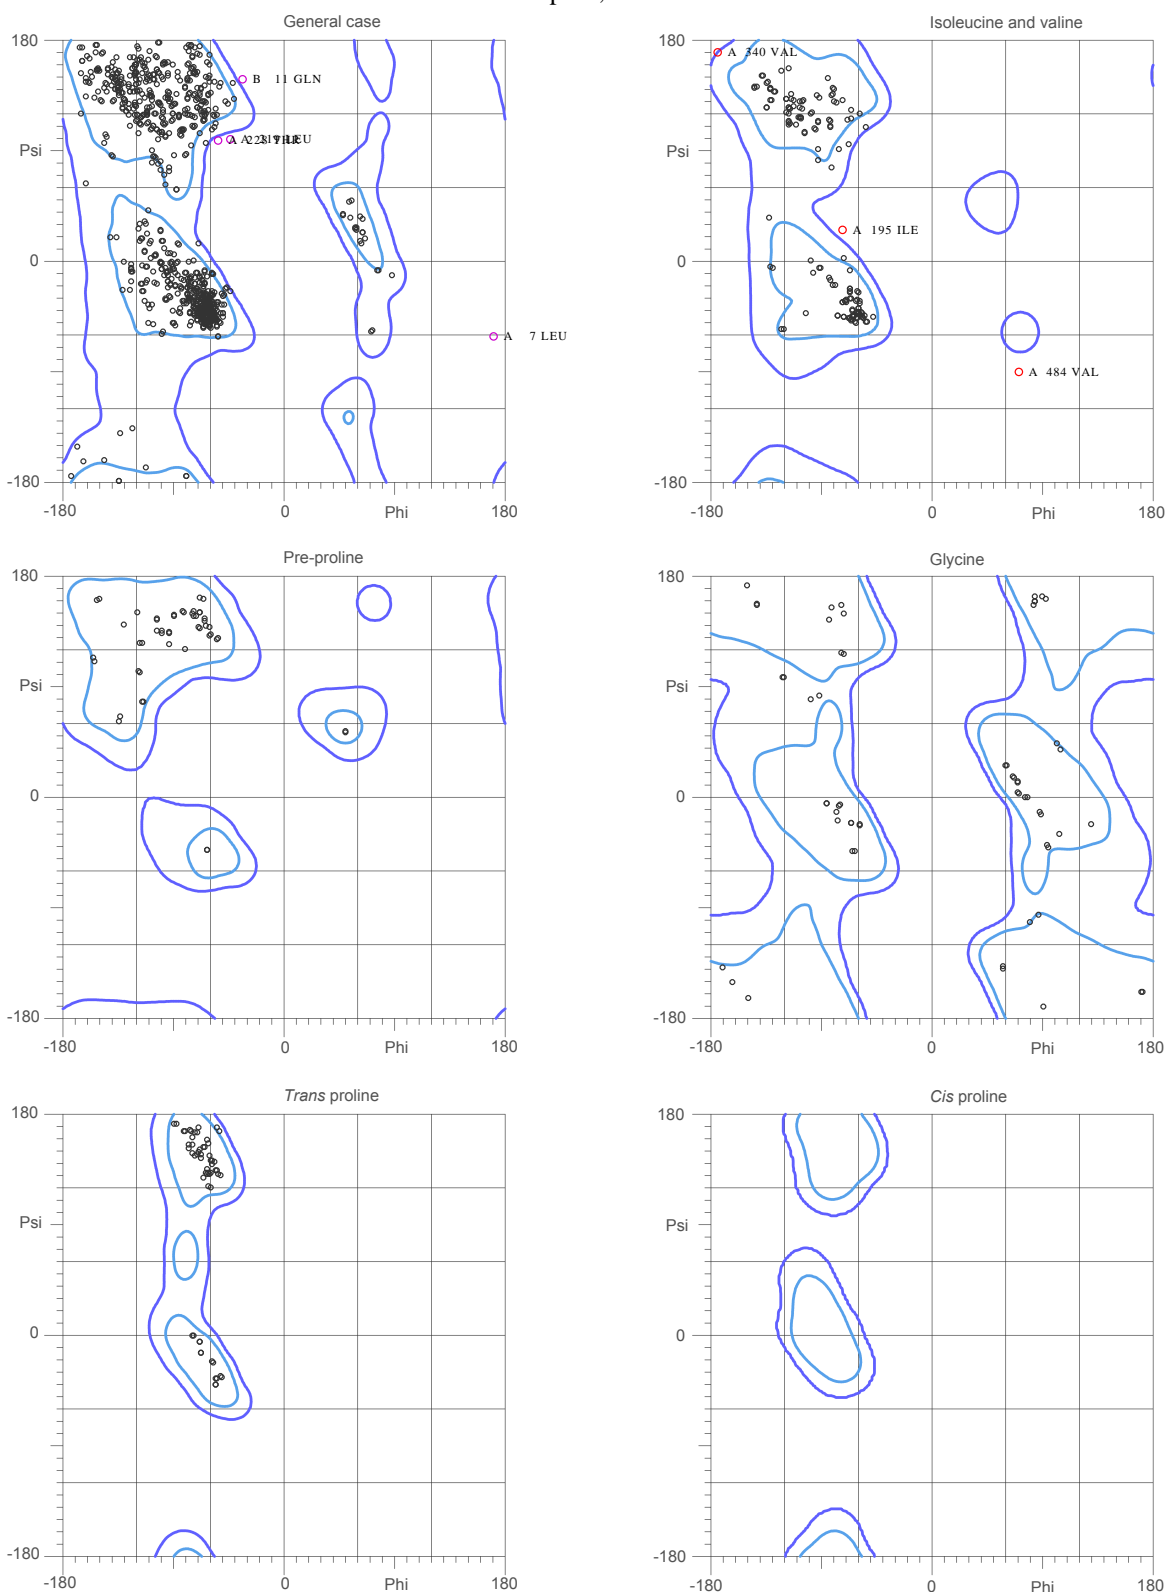 General case
Isoleucine and valine
180
B 11 GLN
Psi
0
A 7 LEU
-180
-180
0
Phi
180
180
A 340 VAL
Psi
A 195 ILE
0
A 484 VAL
-180
-180
0
Phi
180
Pre-proline
Glycine
180
Psi
0
-180
-180
0
Phi
180
180
Psi
0
-180
-180
0
Phi
180
Trans proline
Cis proline
180
Psi
0
-180
-180
0
Phi
180
180
Psi
0
-180
-180
0
Phi
180